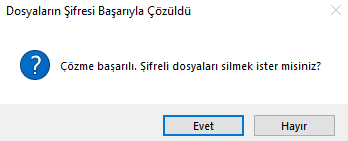 Dosyaların Şifresi Başarıyla Çözüldü
Çözme başarılı. Şifreli dosyaları silmek ister misiniz?
Evet
Hayır